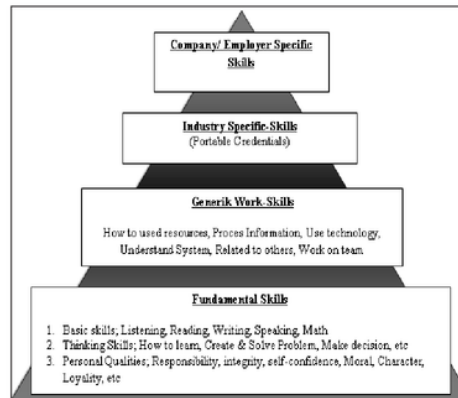 Company/ Employer Specific
Skills
Industry Specific-Skills
(Portable Credentials)
Generik Work-Skills
How to used resources, Proces Information, Use technology,
Understand System, Related to others, Work on team
Fundamental Skills
1. Basic skills; Listening, Reading, Writing, Speaking, Math
2. Thinking Skills; How to learn, Create & Solve Problem, Make decision, etc
3. Personal Qualities; Responsibility, integrity, self-confidence, Moral, Character,
Loyality, etc